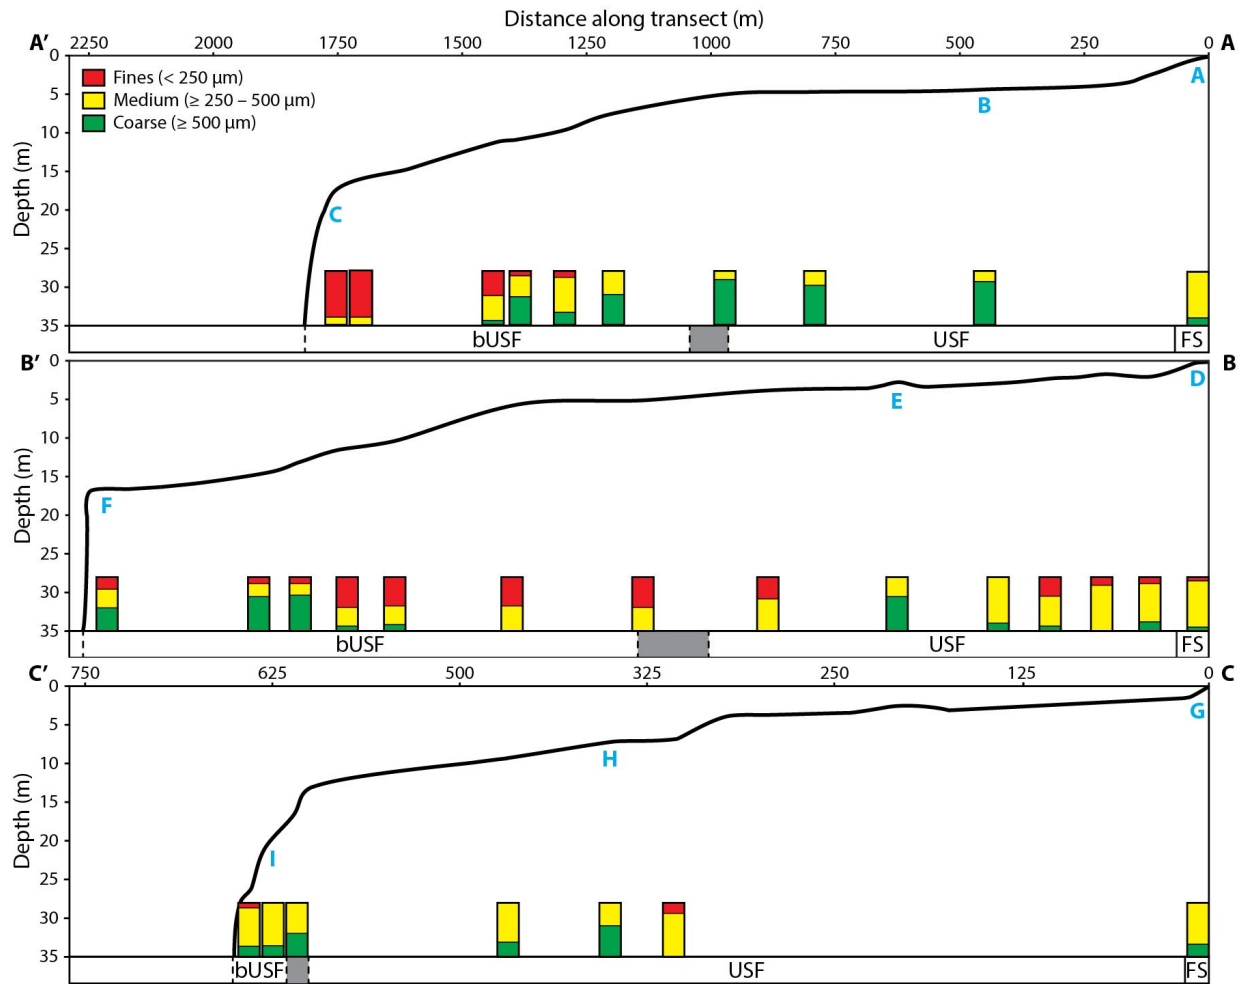 Distance along transect (m)
A′ 2250 2000 1750 1500 1250 1000 750 500 250 0 A
0
5
10
15
20
25
30
35
Depth (m)
Fines (< 250 μm)
Medium (≥ 250 – 500 μm)
Coarse (≥ 500 μm)
A
B
C
bUSF USF FS
B′ B
0
5
10
15
20
25
30
35
Depth (m)
D
E
F
bUSF USF FS
C′ 750 625 500 325 250 125 0 C
0
5
10
15
20
25
30
35
Depth (m)
G
H
I
bUSF USF FS